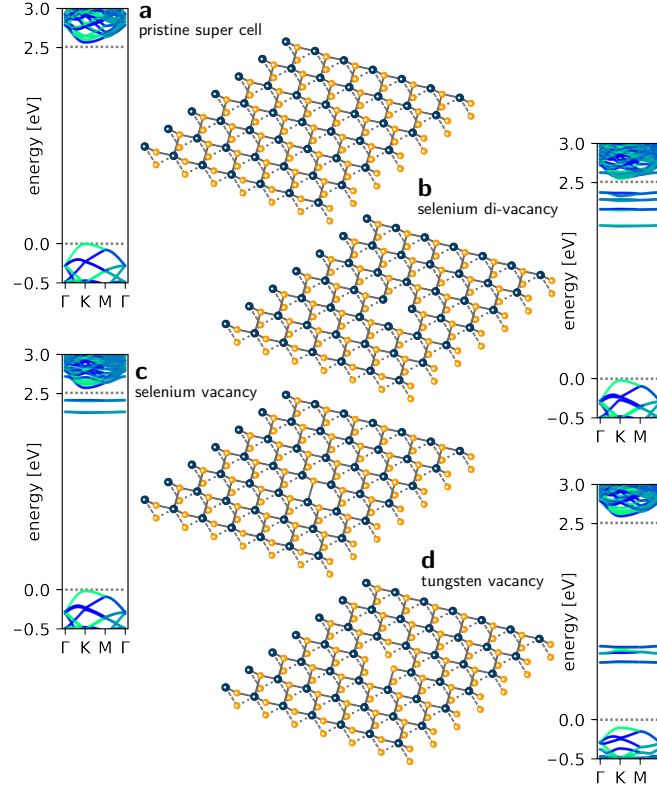 a
pristine super cell
3.0
2.5
0.0
−0.5
energy [eV]
Γ K M Γ
b
selenium di-vacancy
3.0
2.5
0.0
−0.5
energy [eV]
Γ K M
c
selenium vacancy
3.0
2.5
0.0
−0.5
energy [eV]
Γ K M Γ
d
tungsten vacancy
3.0
2.5
0.0
−0.5
energy [eV]
Γ K M